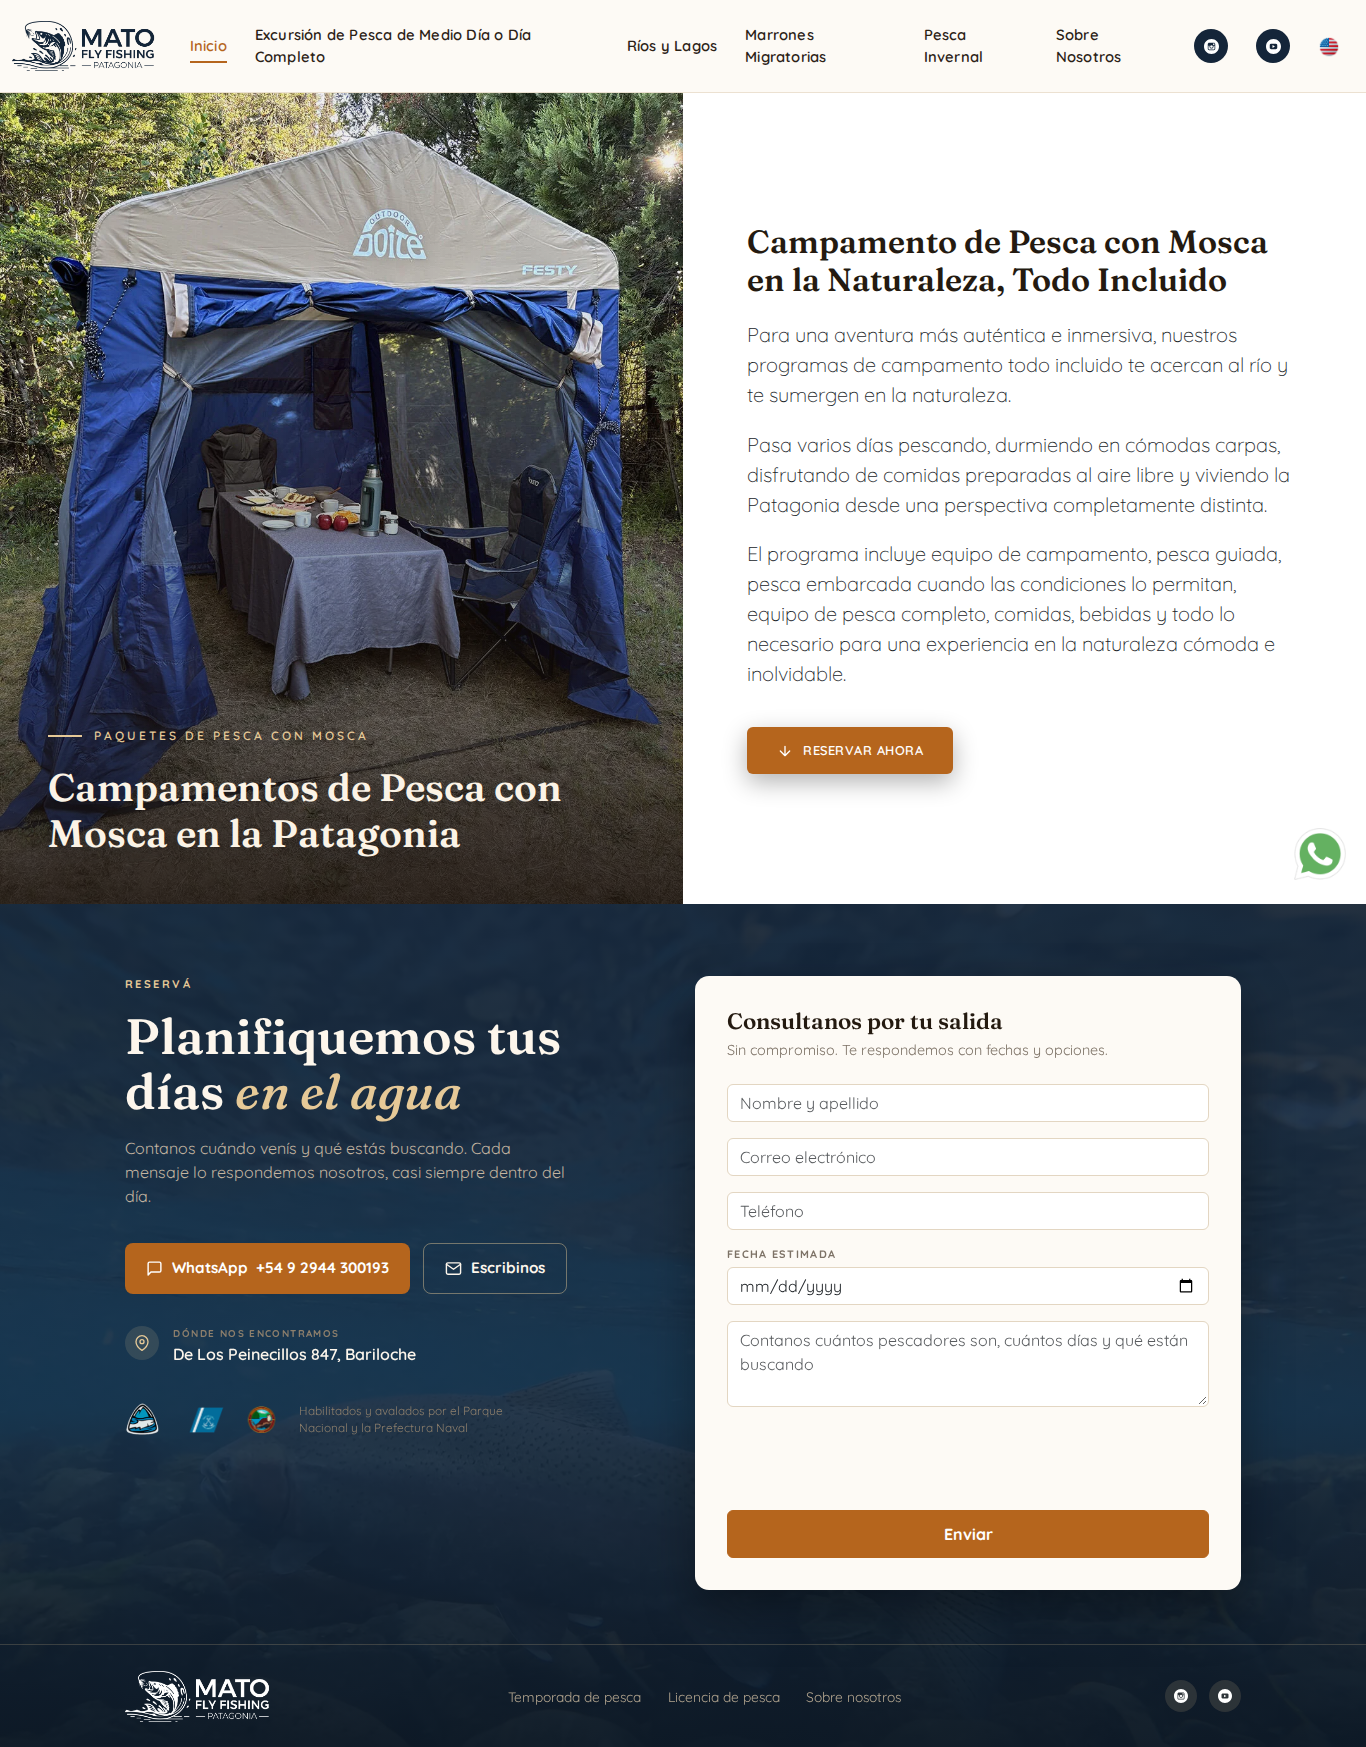 MATO
FLY FISHING
PATAGONIA
Inicio
Excursión de Pesca de Medio Día o Día
Completo
Ríos y Lagos
Marrones
Migratorias
Pesca
Invernal
Sobre
Nosotros
OUTDOOR
Doite
FESTY
PAQUETES DE PESCA CON MOSCA
Campamentos de Pesca con
Mosca en la Patagonia
Campamento de Pesca con Mosca
en la Naturaleza, Todo Incluido
Para una aventura más auténtica e inmersiva, nuestros
programas de campamento todo incluido te acercan al río y
te sumergen en la naturaleza.
Pasa varios días pescando, durmiendo en cómodas carpas,
disfrutando de comidas preparadas al aire libre y viviendo la
Patagonia desde una perspectiva completamente distinta.
El programa incluye equipo de campamento, pesca guiada,
pesca embarcada cuando las condiciones lo permitan,
equipo de pesca completo, comidas, bebidas y todo lo
necesario para una experiencia en la naturaleza cómoda e
inolvidable.
RESERVAR AHORA
RESERVÁ
Planifiquemos tus
días en el agua
Contanos cuándo venís y qué estás buscando. Cada
mensaje lo respondemos nosotros, casi siempre dentro del
día.
WhatsApp +54 9 2944 300193
Escribinos
DÓNDE NOS ENCONTRAMOS
De Los Peinecillos 847, Bariloche
Habilitados y avalados por el Parque
Nacional y la Prefectura Naval
Consultanos por tu salida
Sin compromiso. Te respondemos con fechas y opciones.
Nombre y apellido
Correo electrónico
Teléfono
FECHA ESTIMADA
mm/dd/yyyy
Contanos cuántos pescadores son, cuántos días y qué están
buscando
Enviar
MATO
FLY FISHING
PATAGONIA
Temporada de pesca
Licencia de pesca
Sobre nosotros